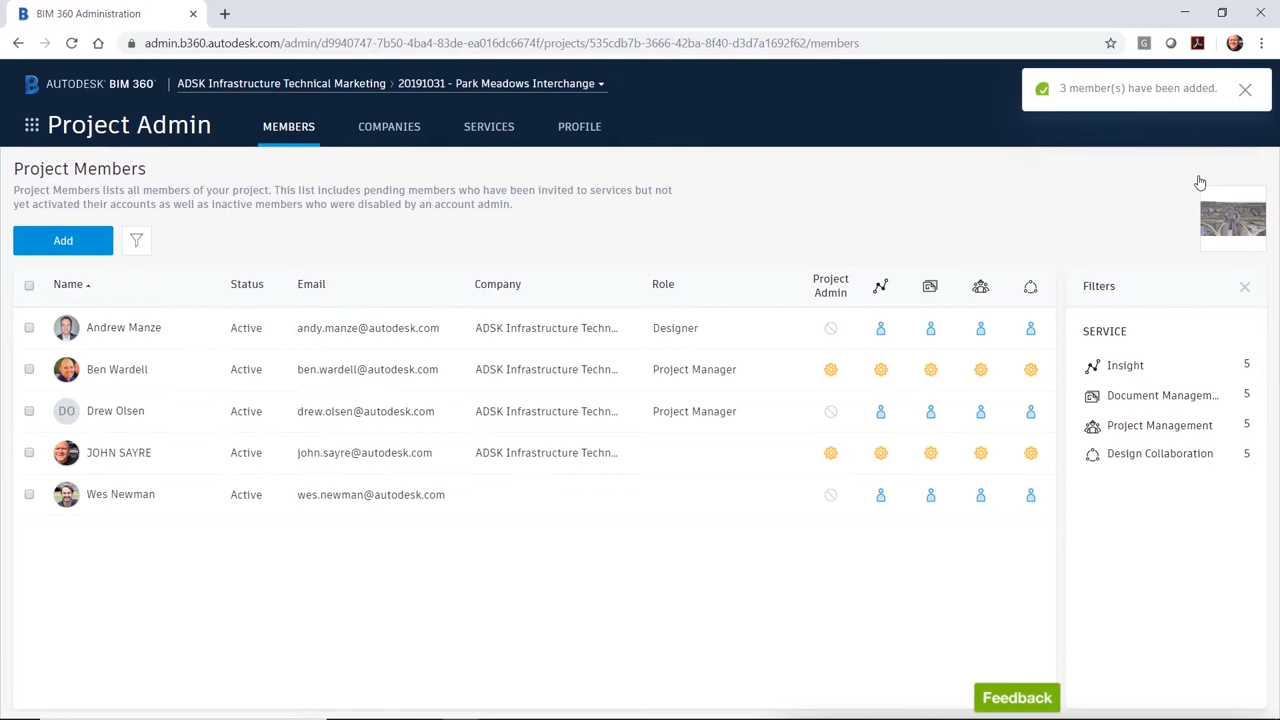 BIM 360 Administration
admin.b360.autodesk.com/admin/d9940747-7b50-4ba4-83de-ea016dc6674f/projects/535cdb7b-3666-42ba-8f40-d3d7a1692f62/members
AUTODESK® BIM 360® ADSK Infrastructure Technical Marketing > 20191031 - Park Meadows Interchange
3 member(s) have been added.
Project Admin MEMBERS COMPANIES SERVICES PROFILE
Project Members
Project Members lists all members of your project. This list includes pending members who have been invited to services but not
yet activated their accounts as well as inactive members who were disabled by an account admin.
Add
Name Status Email Company Role Project Admin
Andrew Manze Active andy.manze@autodesk.com ADSK Infrastructure Techn... Designer
Ben Wardell Active ben.wardell@autodesk.com ADSK Infrastructure Techn... Project Manager
DO Drew Olsen Active drew.olsen@autodesk.com ADSK Infrastructure Techn... Project Manager
JOHN SAYRE Active john.sayre@autodesk.com ADSK Infrastructure Techn...
Wes Newman Active wes.newman@autodesk.com
Filters
SERVICE
Insight 5
Document Managem... 5
Project Management 5
Design Collaboration 5
Feedback